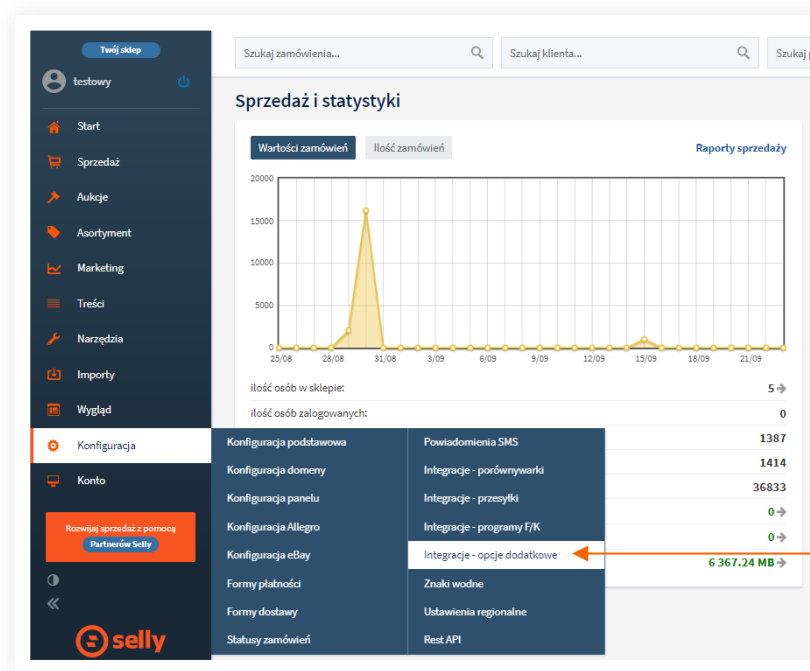 Twój sklep
testowy
Start
Sprzedaż
Aukcje
Asortyment
Marketing
Treści
Narzędzia
Importy
Wygląd
Konfiguracja
Konto
Rozwijaj sprzedaż z pomocą
Partnerów Selly
selly
Szukaj zamówienia...
Szukaj klienta...
Szukaj
Sprzedaż i statystyki
Wartości zamówień
Ilość zamówień
Raporty sprzedaży
20000
15000
10000
5000
0
25/08 28/08 31/08 3/09 6/09 9/09 12/09 15/09 18/09 21/09
ilość osób w sklepie: 5
ilość osób zalogowanych: 0
1387
1414
36833
0
0
6 367.24 MB
Konfiguracja podstawowa
Konfiguracja domeny
Konfiguracja panelu
Konfiguracja Allegro
Konfiguracja eBay
Formy płatności
Formy dostawy
Statusy zamówień
Powiadomienia SMS
Integracje - porównywarki
Integracje - przesyłki
Integracje - programy F/K
Integracje - opcje dodatkowe
Znaki wodne
Ustawienia regionalne
Rest API